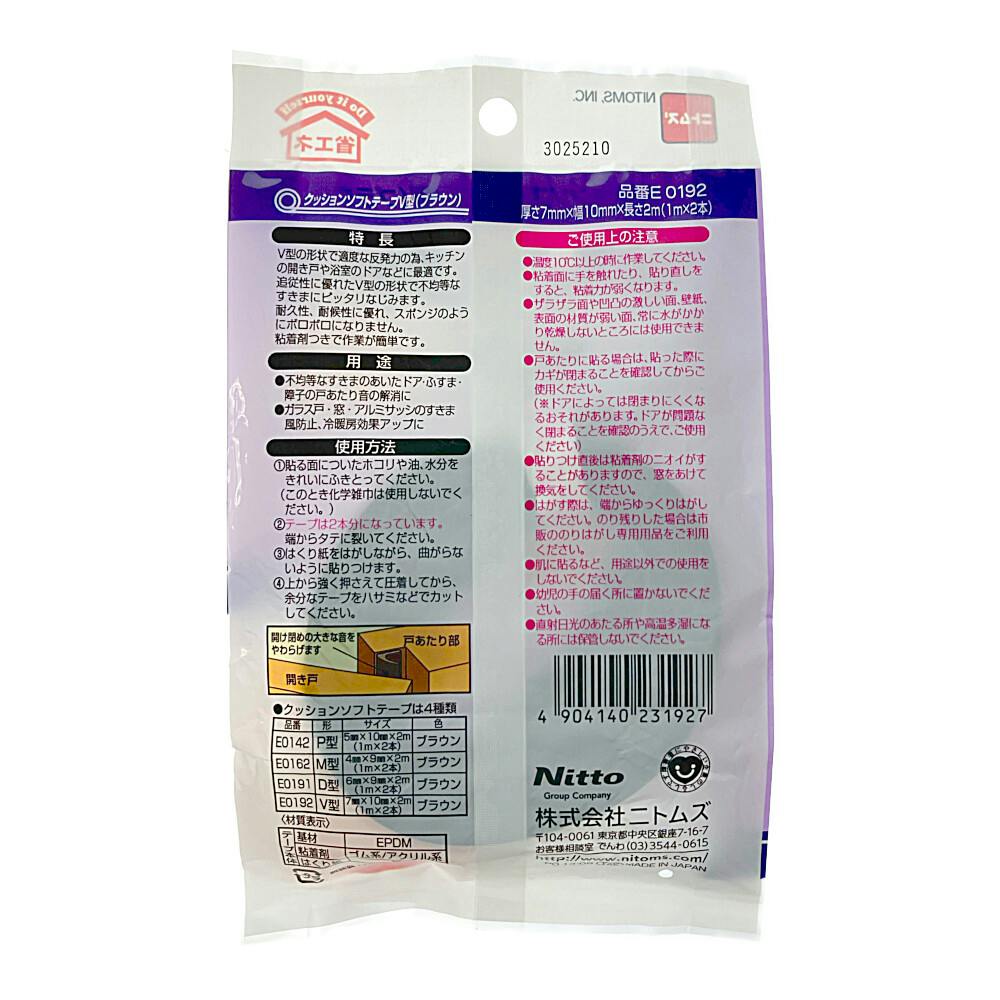 Do it yourself
省エネ
NITOMS, INC.
ニトムズ
3025210
クッションソフトテープV型(ブラウン)
特長
V型の形状で適度な反発力の為、キッチン
の開き戸や浴室のドアなどに最適です。
追従性に優れたV型の形状で不均等な
すきまにピッタリなじみます。
耐久性、耐候性に優れ、スポンジのよう
にボロボロになりません。
粘着剤つきで作業が簡単です。
用途
●不均等なすきまのあいたドア・ふすま・
障子の戸あたり音の解消に
●ガラス戸・窓・アルミサッシのすきま
風防止、冷暖房効果アップに
使用方法
①貼る面についたホコリや油、水分を
きれいにふきとってください。
(このとき化学雑巾は使用しないでく
ださい。)
②テープは2本分になっています。
端からタテに裂いてください。
③はくり紙をはがしながら、曲がらな
いように貼りつけます。
④上から強く押さえて圧着してから、
余分なテープをハサミなどでカット
してください。
開け閉めの大きな音を
やわらげます
戸あたり部
開き戸
●クッションソフトテープは4種類
品番 形 サイズ 色
E0142 P型 5mm×10mm×2m (1m×2本) ブラウン
E0162 M型 4mm×9mm×2m (1m×2本) ブラウン
E0191 D型 6mm×9mm×2m (1m×2本) ブラウン
E0192 V型 7mm×10mm×2m (1m×2本) ブラウン
〈材質表示〉
テープ本体 基材 EPDM
粘着剤 ゴム系/アクリル系
はくり
品番E0192
厚さ7mm×幅10mm×長さ2m(1m×2本)
ご使用上の注意
●温度10℃以上の時に作業してください。
●粘着面に手を触れたり、貼り直しを
すると、粘着力が弱くなります。
●ザラザラ面や凹凸の激しい面、壁紙、
表面の材質が弱い面、常に水がかか
り乾燥しないところには使用できま
せん。
●戸あたりに貼る場合は、貼った際に
カギが閉まることを確認してからご
使用ください。
(※ドアによっては閉まりにくくな
るおそれがあります。ドアが問題な
く閉まることを確認のうえで、ご使用
ください)
●貼りつけ直後は粘着剤のニオイがす
ることがありますので、窓をあけて
換気をしてください。
●はがす際は、端からゆっくりはがし
てください。のり残りした場合は市
販ののりはがし専用用品をご利用
ください。
●肌に貼るなど、用途以外での使用を
しないでください。
●幼児の手の届く所に置かないでくだ
さい。
●直射日光のあたる所や高温多湿にな
る所には保管しないでください。
4 904140 231927
Nitto
Group Company
株式会社ニトムズ
〒104-0061 東京都中央区銀座7-16-7
お客様相談室 でんわ(03)3544-0615
http://www.nitoms.com/
MADE IN JAPAN